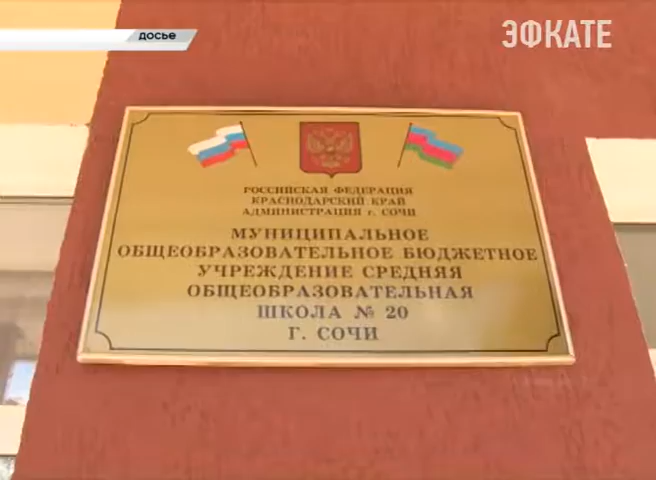 досье
ЭФКАТЕ
РОССИЙСКАЯ ФЕДЕРАЦИЯ
КРАСНОДАРСКИЙ КРАЙ
АДМИНИСТРАЦИЯ г. СОЧИ
МУНИЦИПАЛЬНОЕ
ОБЩЕОБРАЗОВАТЕЛЬНОЕ БЮДЖЕТНОЕ
УЧРЕЖДЕНИЕ СРЕДНЯЯ
ОБЩЕОБРАЗОВАТЕЛЬНАЯ
ШКОЛА № 20
Г. СОЧИ